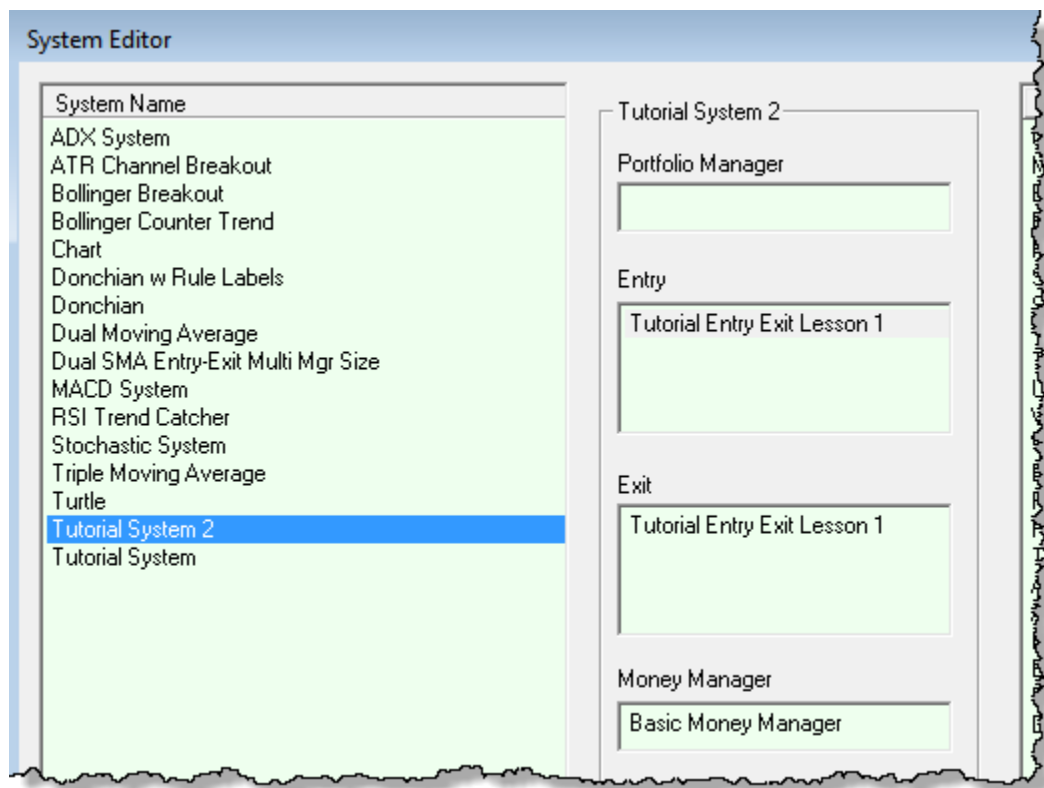 System Editor
System Name
ADX System
ATR Channel Breakout
Bollinger Breakout
Bollinger Counter Trend
Chart
Donchian w Rule Labels
Donchian
Dual Moving Average
Dual SMA Entry-Exit Multi Mgr Size
MACD System
RSI Trend Catcher
Stochastic System
Triple Moving Average
Turtle
Tutorial System 2
Tutorial System
Tutorial System 2
Portfolio Manager
Entry
Tutorial Entry Exit Lesson 1
Exit
Tutorial Entry Exit Lesson 1
Money Manager
Basic Money Manager